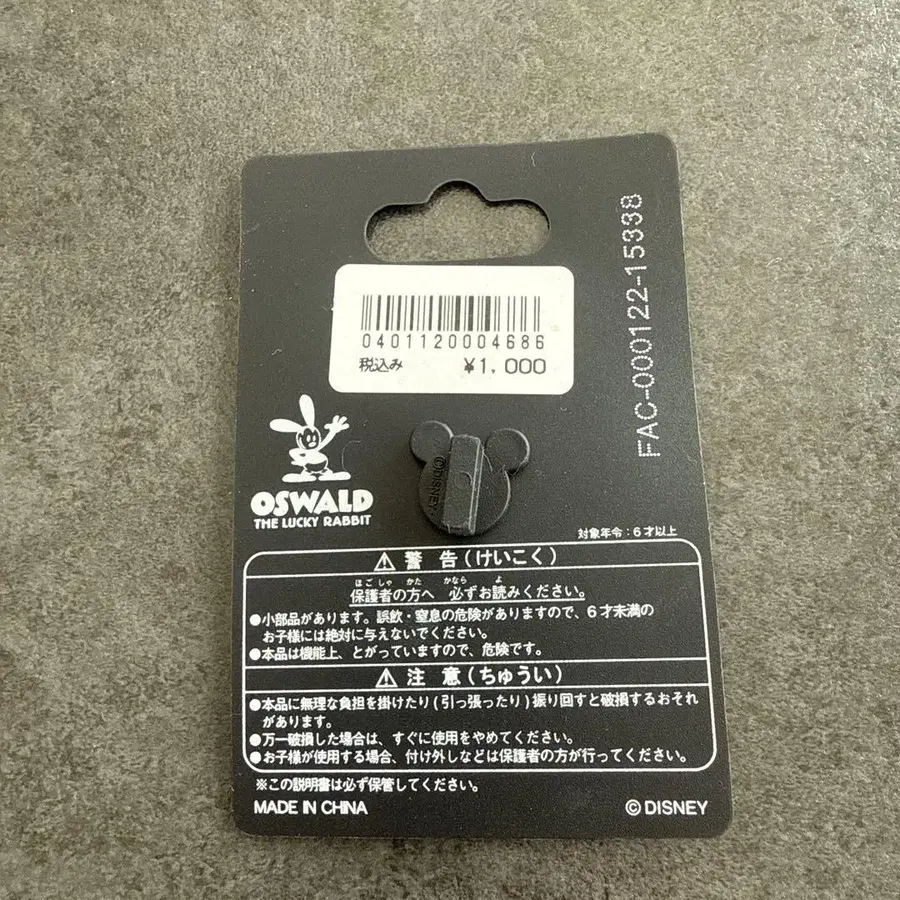 0401120004686
税込み ¥1,000
FAC-000122-15338
OSWALD
THE LUCKY RABBIT
©DISNEY.
対象年令:6才以上
⚠警告(けいこく)
ほごしゃ かた かなら よ
保護者の方へ 必ずお読みください。
●小部品があります。誤飲・窒息の危険がありますので、6才未満の
お子様には絶対に与えないでください。
●本品は機能上、とがっていますので、危険です。
⚠注意(ちゅうい)
●本品に無理な負担を掛けたり(引っ張ったり)振り回すと破損するおそれ
があります。
●万一破損した場合は、すぐに使用をやめてください。
●お子様が使用する場合、付け外しなどは保護者の方が行ってください。
※この説明書は必ず保管してください。
MADE IN CHINA ©DISNEY